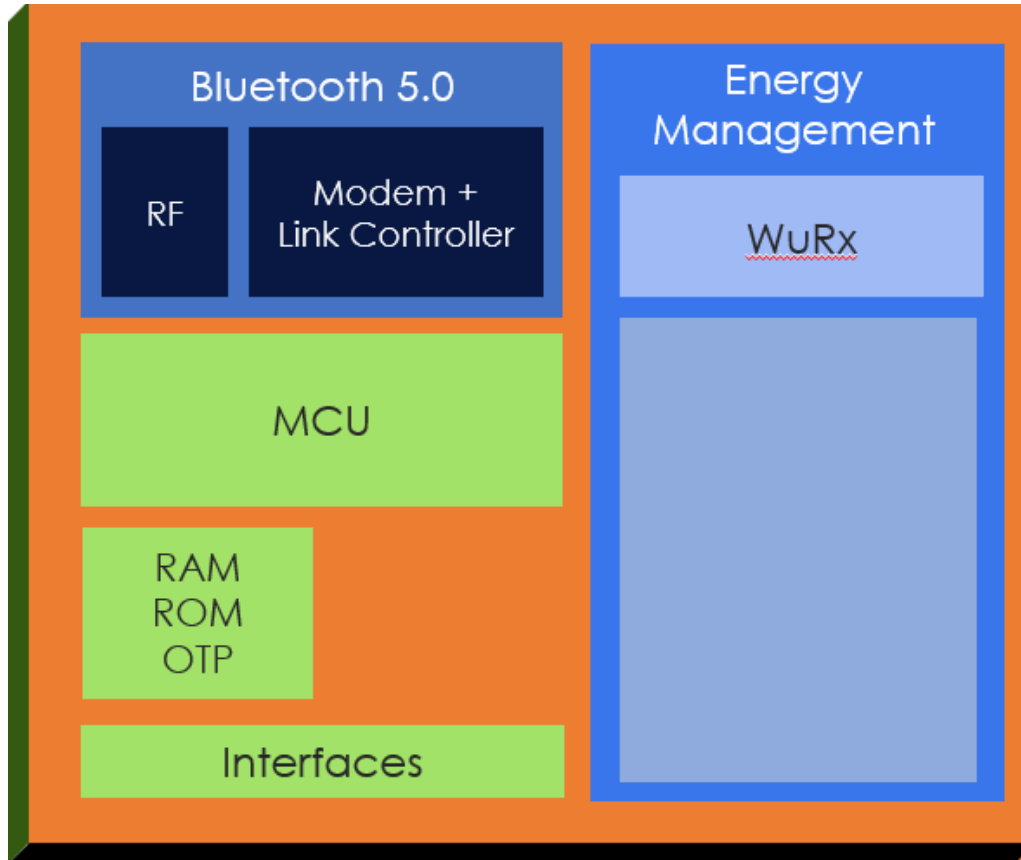 Bluetooth 5.0
RF
Modem +
Link Controller
MCU
RAM
ROM
OTP
Interfaces
Energy
Management
WuRx